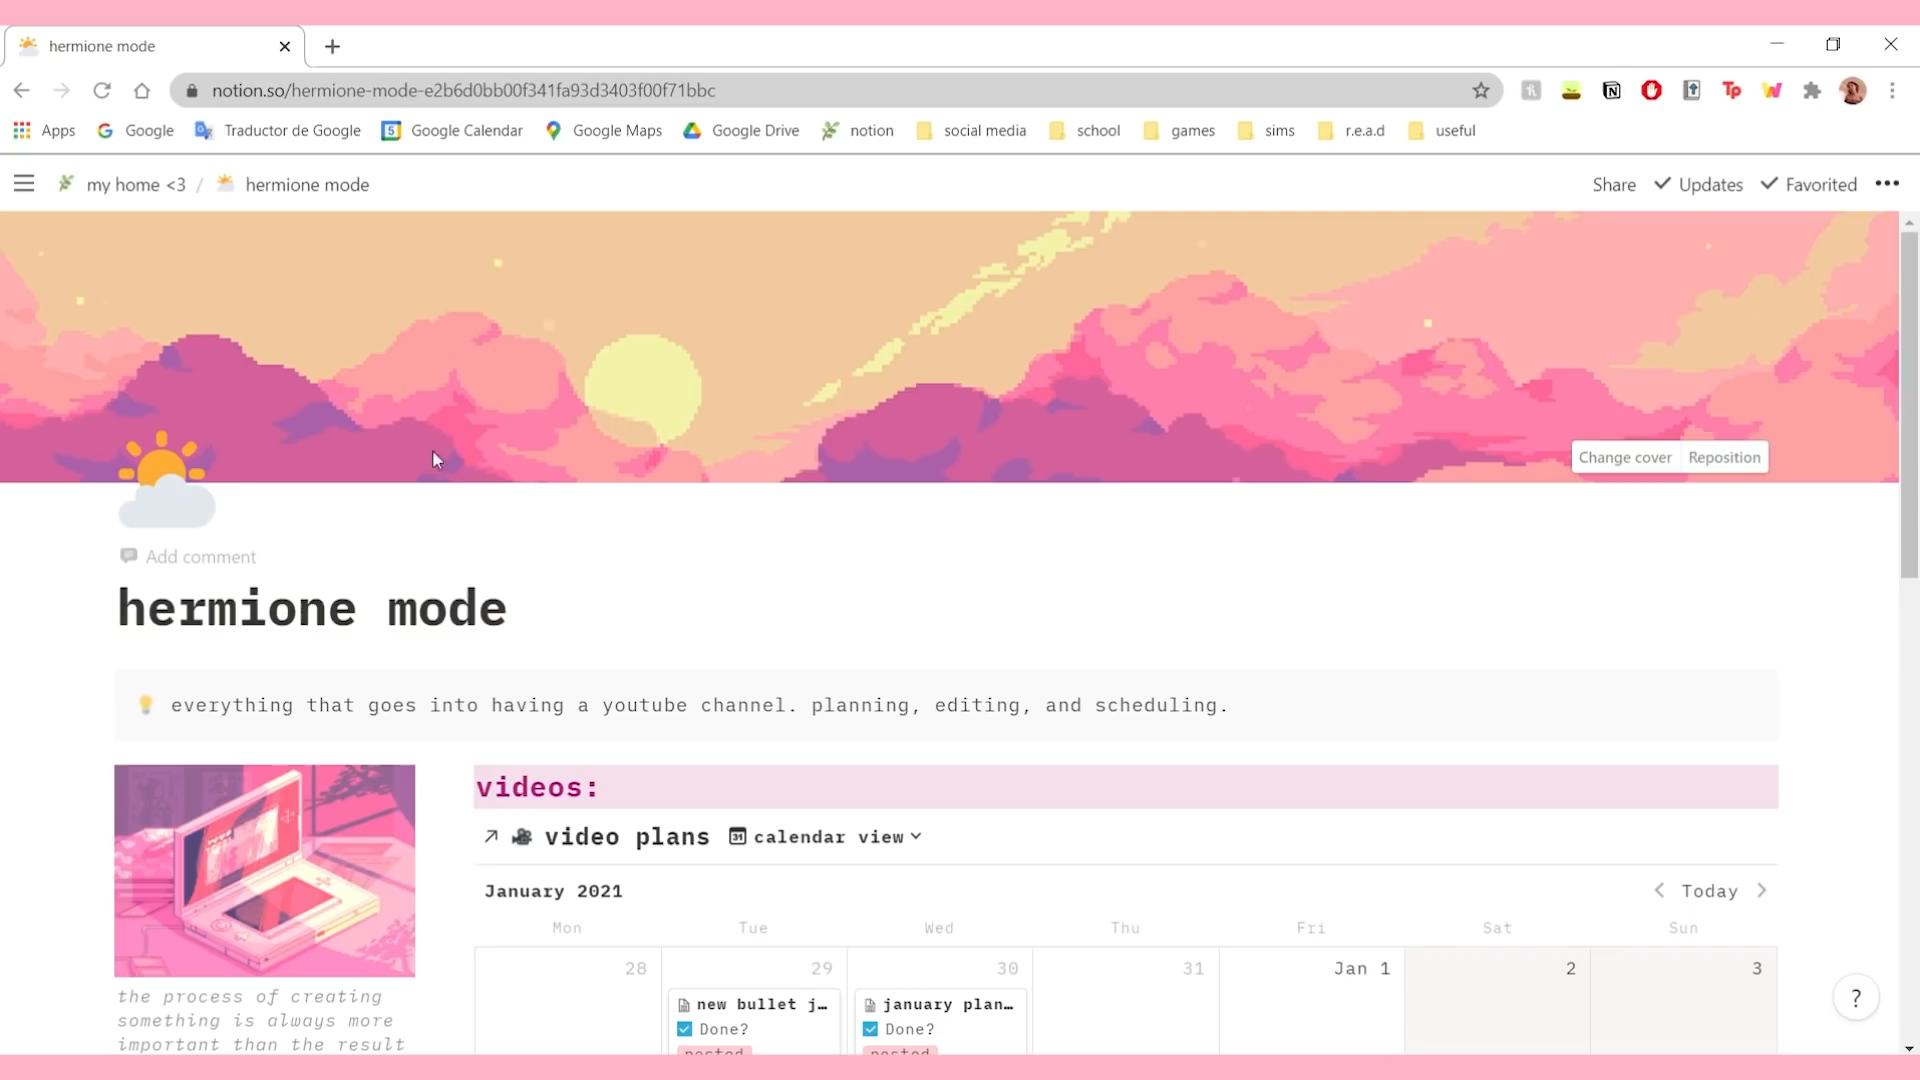 hermione mode
notion.so/hermione-mode-e2b6d0bb00f341fa93d3403f00f71bbc
Apps Google Traductor de Google Google Calendar Google Maps Google Drive notion social media school games sims r.e.a.d useful
my home <3 / hermione mode Share Updates Favorited
Change cover Reposition
Add comment
hermione mode
everything that goes into having a youtube channel. planning, editing, and scheduling.
videos:
video plans calendar view
January 2021 Today
Mon Tue Wed Thu Fri Sat Sun
28 29 30 31 Jan 1 2 3
new bullet j… january plan…
Done? Done?
posted posted
the process of creating
something is always more
important than the result
?